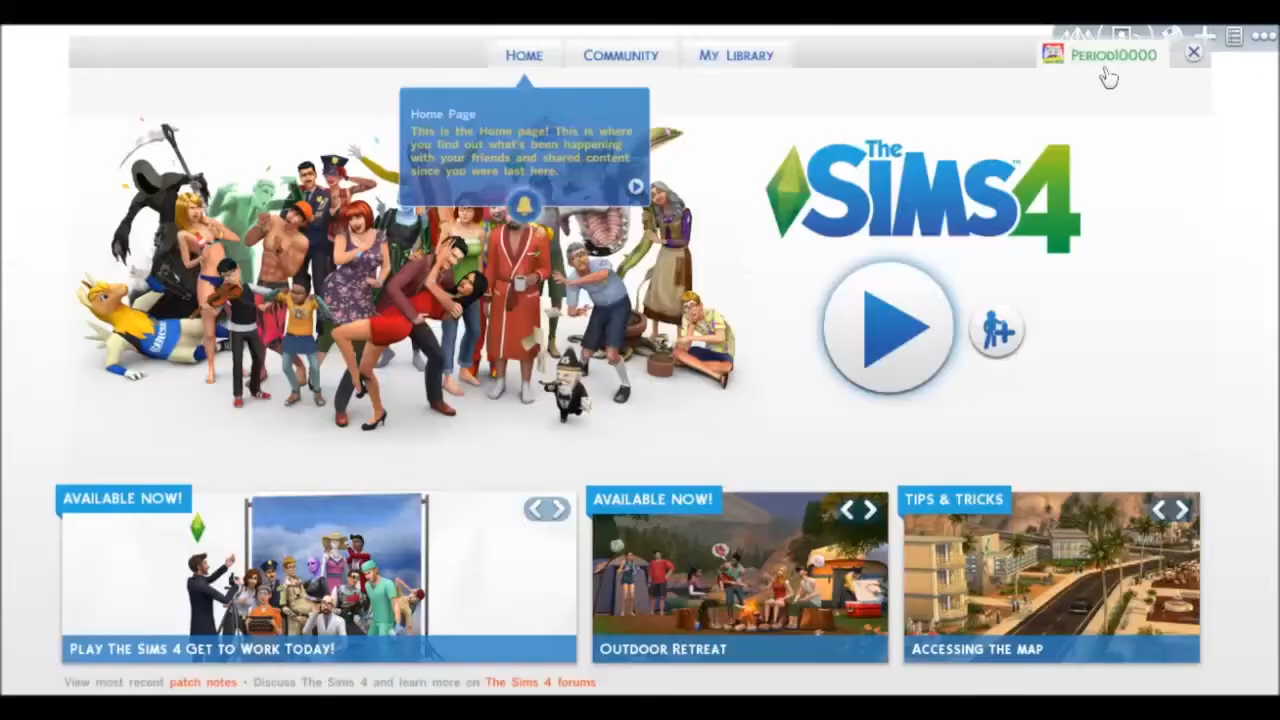 HOME
COMMUNITY
MY LIBRARY
PERIOD10000
Home Page
This is the Home page! This is where
you find out what's been happening
with your friends and shared content
since you were last here.
The
SIMS 4
AVAILABLE NOW!
AVAILABLE NOW!
TIPS & TRICKS
PLAY THE SIMS 4 GET TO WORK TODAY!
OUTDOOR RETREAT
ACCESSING THE MAP
View most recent patch notes • Discuss The Sims 4 and learn more on The Sims 4 forums